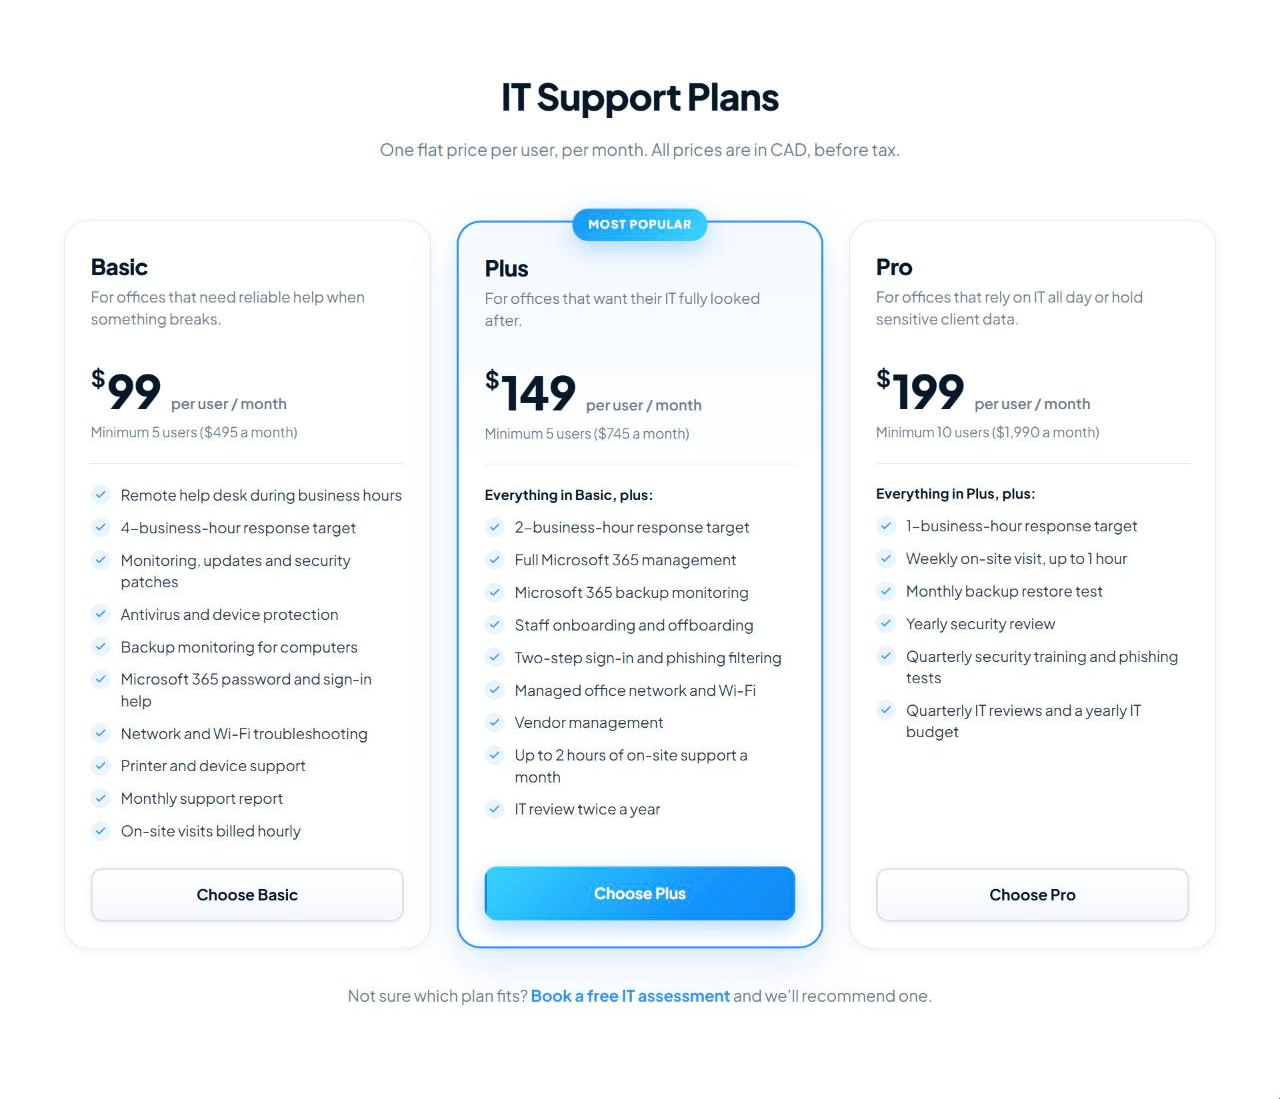 IT Support Plans
One flat price per user, per month. All prices are in CAD, before tax.
Basic
For offices that need reliable help when
something breaks.
$99 per user / month
Minimum 5 users ($495 a month)
Remote help desk during business hours
4-business-hour response target
Monitoring, updates and security
patches
Antivirus and device protection
Backup monitoring for computers
Microsoft 365 password and sign-in
help
Network and Wi-Fi troubleshooting
Printer and device support
Monthly support report
On-site visits billed hourly
Choose Basic
MOST POPULAR
Plus
For offices that want their IT fully looked
after.
$149 per user / month
Minimum 5 users ($745 a month)
Everything in Basic, plus:
2-business-hour response target
Full Microsoft 365 management
Microsoft 365 backup monitoring
Staff onboarding and offboarding
Two-step sign-in and phishing filtering
Managed office network and Wi-Fi
Vendor management
Up to 2 hours of on-site support a
month
IT review twice a year
Choose Plus
Pro
For offices that rely on IT all day or hold
sensitive client data.
$199 per user / month
Minimum 10 users ($1,990 a month)
Everything in Plus, plus:
1-business-hour response target
Weekly on-site visit, up to 1 hour
Monthly backup restore test
Yearly security review
Quarterly security training and phishing
tests
Quarterly IT reviews and a yearly IT
budget
Choose Pro
Not sure which plan fits? Book a free IT assessment and we'll recommend one.